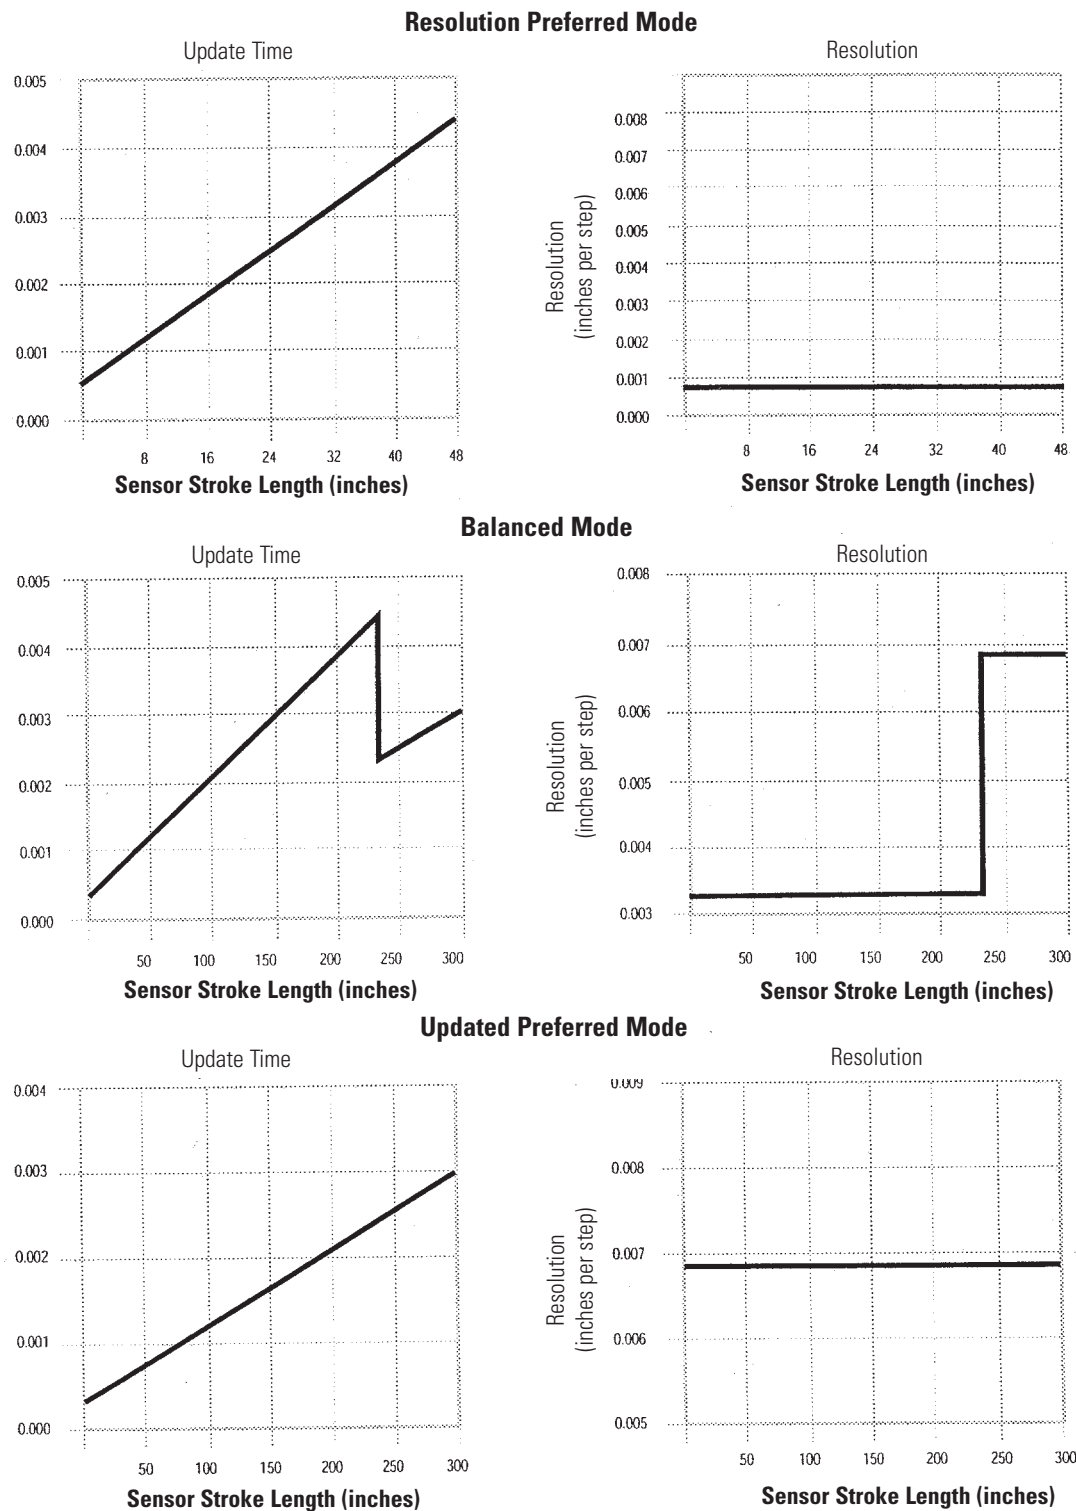 Resolution Preferred Mode
Update Time
0.005
0.004
0.003
0.002
0.001
0.000
8 16 24 32 40 48
Sensor Stroke Length (inches)
Resolution
Resolution
(inches per step)
0.008
0.007
0.006
0.005
0.004
0.003
0.002
0.001
0.000
8 16 24 32 40 48
Sensor Stroke Length (inches)
Balanced Mode
Update Time
0.005
0.004
0.003
0.002
0.001
0.000
50 100 150 200 250 300
Sensor Stroke Length (inches)
Resolution
Resolution
(inches per step)
0.008
0.007
0.006
0.005
0.004
0.003
50 100 150 200 250 300
Sensor Stroke Length (inches)
Updated Preferred Mode
Update Time
0.004
0.003
0.002
0.001
0.000
50 100 150 200 250 300
Sensor Stroke Length (inches)
Resolution
Resolution
(inches per step)
0.009
0.008
0.007
0.006
0.005
50 100 150 200 250 300
Sensor Stroke Length (inches)